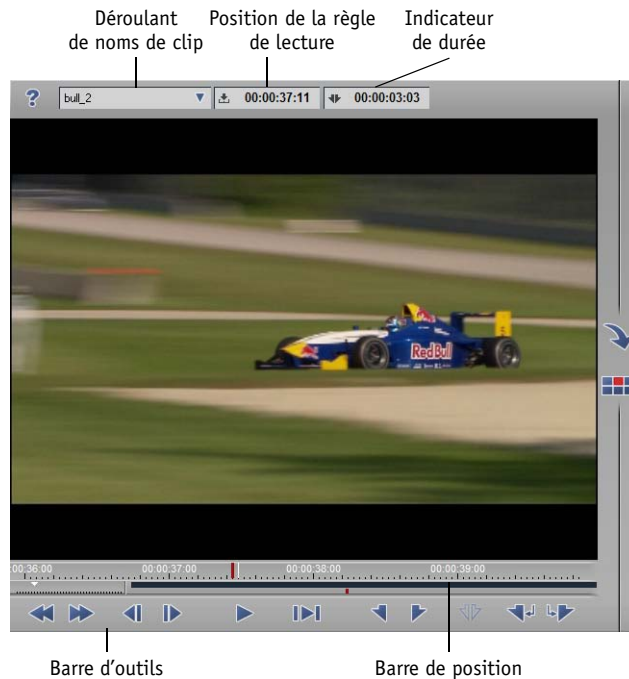 Déroulant
de noms de clip
Position de la règle
de lecture
Indicateur
de durée
?
bull_2
00:00:37:11
00:00:03:03
Red Bull
00:36:00
00:00:37:00
00:00:38:00
00:00:39:00
Barre d'outils
Barre de position